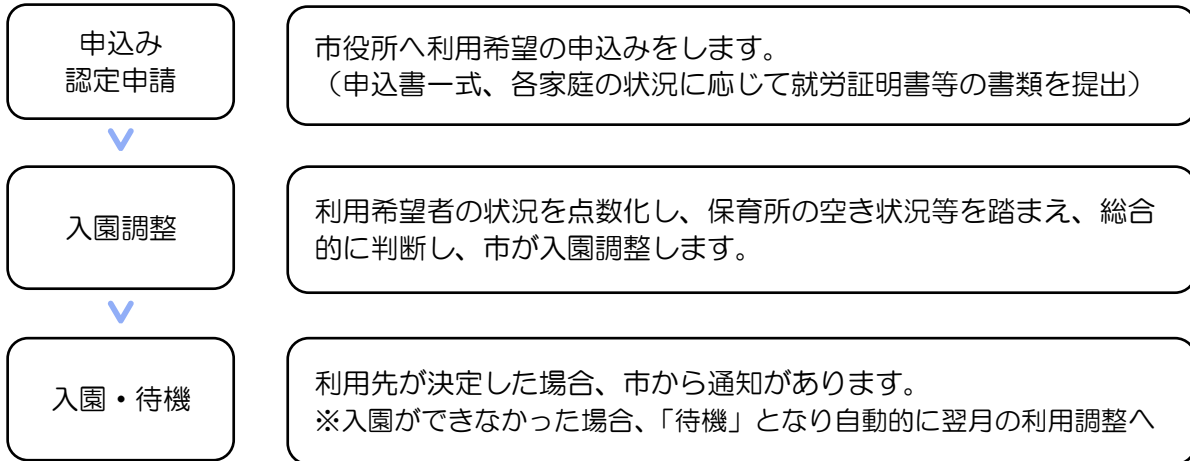 申込み
認定申請
市役所へ利用希望の申込みをします。
(申込書一式、各家庭の状況に応じて就労証明書等の書類を提出)
入園調整
利用希望者の状況を点数化し、保育所の空き状況等を踏まえ、総合
的に判断し、市が入園調整します。
入園・待機
利用先が決定した場合、市から通知があります。
※入園ができなかった場合、「待機」となり自動的に翌月の利用調整へ